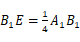 B₁E = ¼A₁B₁